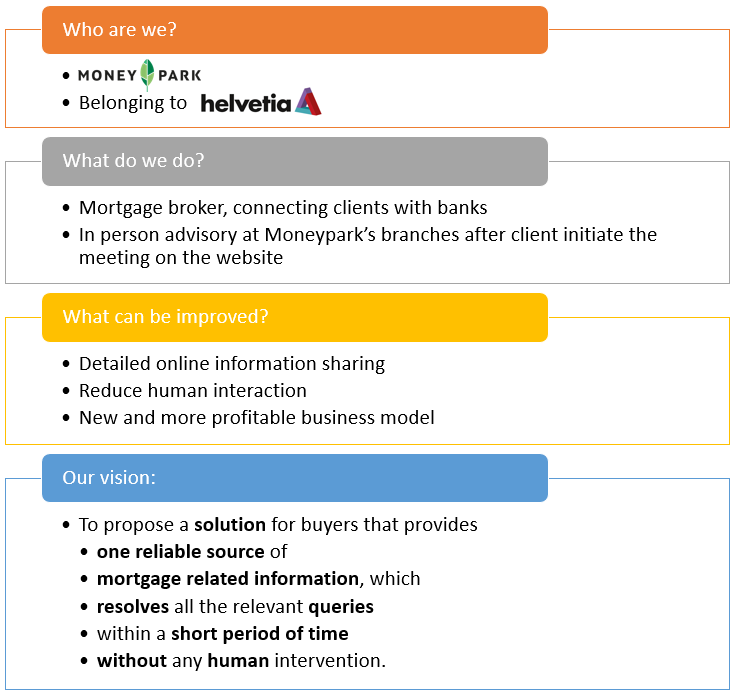 Who are we?
• MONEY PARK
• Belonging to helvetia
What do we do?
• Mortgage broker, connecting clients with banks
• In person advisory at Moneypark’s branches after client initiate the
meeting on the website
What can be improved?
• Detailed online information sharing
• Reduce human interaction
• New and more profitable business model
Our vision:
• To propose a solution for buyers that provides
• one reliable source of
• mortgage related information, which
• resolves all the relevant queries
• within a short period of time
• without any human intervention.